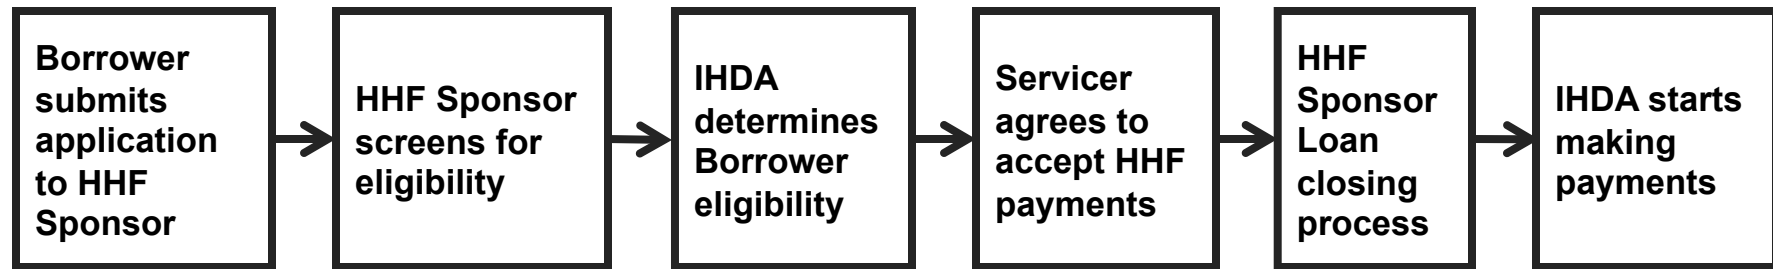 Borrower
submits
application
to HHF
Sponsor
HHF Sponsor
screens for
eligibility
IHDA
determines
Borrower
eligibility
Servicer
agrees to
accept HHF
payments
HHF
Sponsor
Loan
closing
process
IHDA starts
making
payments